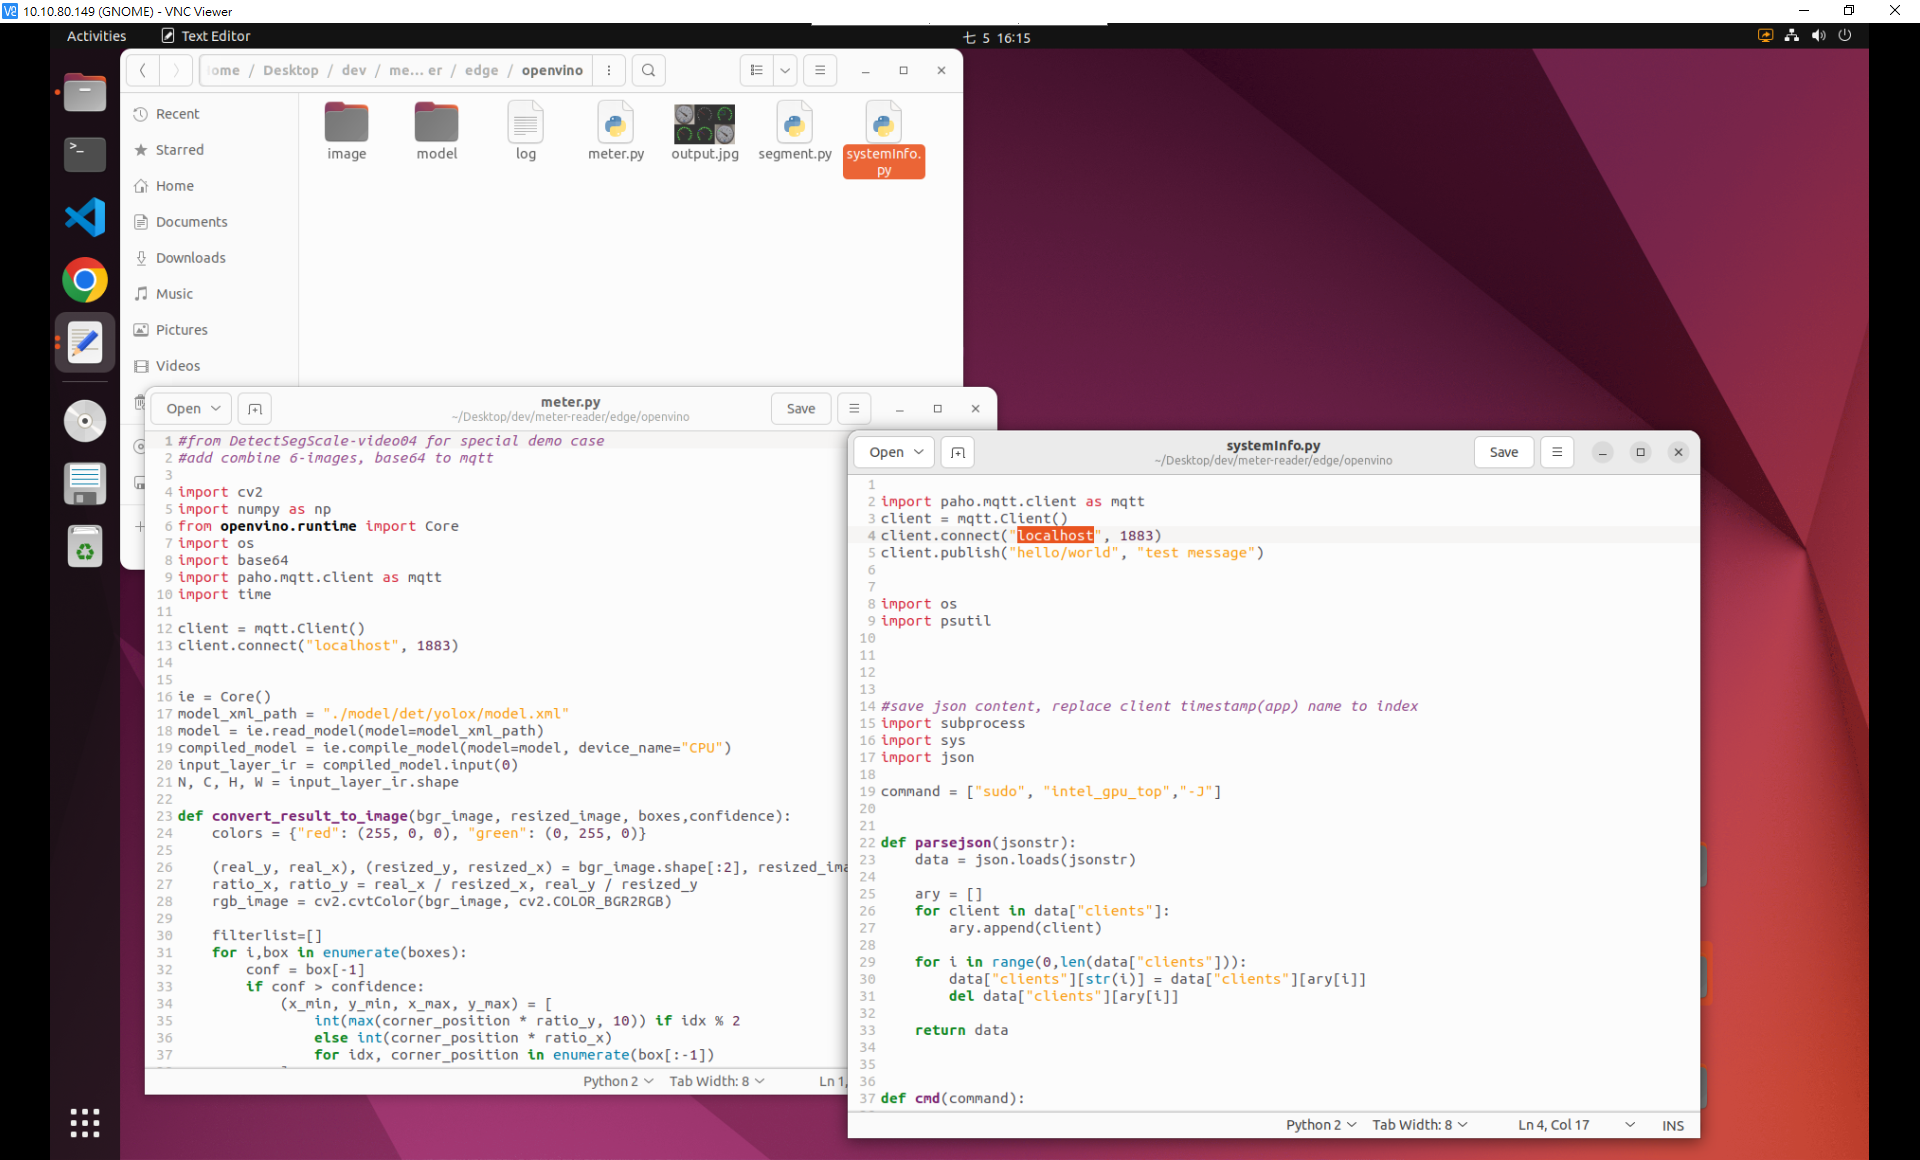 10.10.80.149 (GNOME) - VNC Viewer
Activities
Text Editor
七 5 16:15
ome / Desktop / dev / me... er / edge / openvino
Recent
Starred
Home
Documents
Downloads
Music
Pictures
Videos
image
model
log
meter.py
output.jpg
segment.py
systemInfo.
py
Open
meter.py
~/Desktop/dev/meter-reader/edge/openvino
Save
1 #from DetectSegScale-video04 for special demo case
2 #add combine 6-images, base64 to mqtt
3
4 import cv2
5 import numpy as np
6 from openvino.runtime import Core
7 import os
8 import base64
9 import paho.mqtt.client as mqtt
10 import time
11
12 client = mqtt.Client()
13 client.connect("localhost", 1883)
14
15
16 ie = Core()
17 model_xml_path = "./model/det/yolox/model.xml"
18 model = ie.read_model(model=model_xml_path)
19 compiled_model = ie.compile_model(model=model, device_name="CPU")
20 input_layer_ir = compiled_model.input(0)
21 N, C, H, W = input_layer_ir.shape
22
23 def convert_result_to_image(bgr_image, resized_image, boxes,confidence):
24     colors = {"red": (255, 0, 0), "green": (0, 255, 0)}
25
26     (real_y, real_x), (resized_y, resized_x) = bgr_image.shape[:2], resized_ima
27     ratio_x, ratio_y = real_x / resized_x, real_y / resized_y
28     rgb_image = cv2.cvtColor(bgr_image, cv2.COLOR_BGR2RGB)
29
30     filterlist=[]
31     for i,box in enumerate(boxes):
32         conf = box[-1]
33         if conf > confidence:
34             (x_min, y_min, x_max, y_max) = [
35                 int(max(corner_position * ratio_y, 10)) if idx % 2
36                 else int(corner_position * ratio_x)
37                 for idx, corner_position in enumerate(box[:-1])
Python 2
Tab Width: 8
Ln 1,
Open
systemInfo.py
~/Desktop/dev/meter-reader/edge/openvino
Save
1
2 import paho.mqtt.client as mqtt
3 client = mqtt.Client()
4 client.connect("localhost", 1883)
5 client.publish("hello/world", "test message")
6
7
8 import os
9 import psutil
10
11
12
13
14 #save json content, replace client timestamp(app) name to index
15 import subprocess
16 import sys
17 import json
18
19 command = ["sudo", "intel_gpu_top","-J"]
20
21
22 def parsejson(jsonstr):
23     data = json.loads(jsonstr)
24
25     ary = []
26     for client in data["clients"]:
27         ary.append(client)
28
29     for i in range(0,len(data["clients"])):
30         data["clients"][str(i)] = data["clients"][ary[i]]
31         del data["clients"][ary[i]]
32
33     return data
34
35
36
37 def cmd(command):
Python 2
Tab Width: 8
Ln 4, Col 17
INS